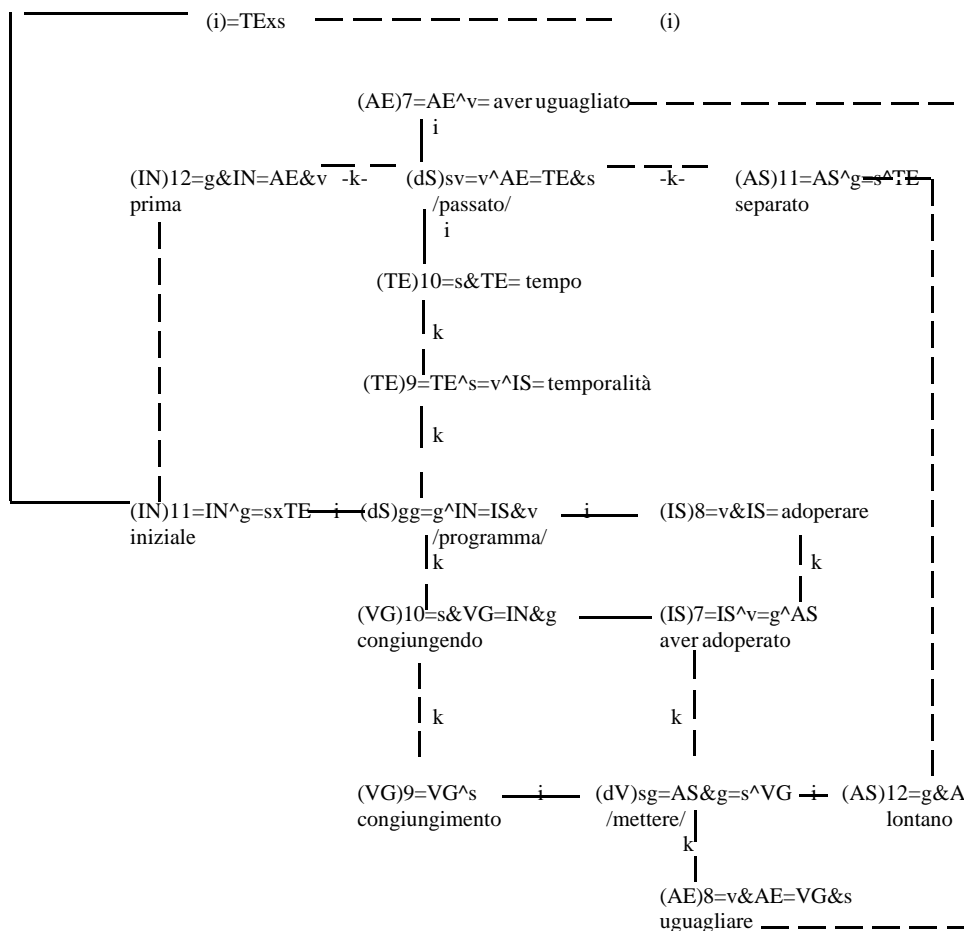 (i)=TExs (i)
(AE)7=AE^v= aver uguagliato
i
(IN)12=g&IN=AE&v -k- (dS)sv=v^AE=TE&s -k- (AS)11=AS^g=s^TE
prima /passato/ separato
i
(TE)10=s&TE= tempo
k
(TE)9=TE^s=v^IS= temporalità
k
(IN)11=IN^g=sxTE i (dS)gg=g^IN=IS&v i (IS)8=v&IS= adoperare
iniziale /programma/
k k
(VG)10=s&VG=IN&g (IS)7=IS^v=g^AS
congiungendo aver adoperato
k k
(VG)9=VG^s i (dV)sg=AS&g=s^VG i (AS)12=g&A
congiungimento /mettere/ lontano
k
(AE)8=v&AE=VG&s
uguagliare